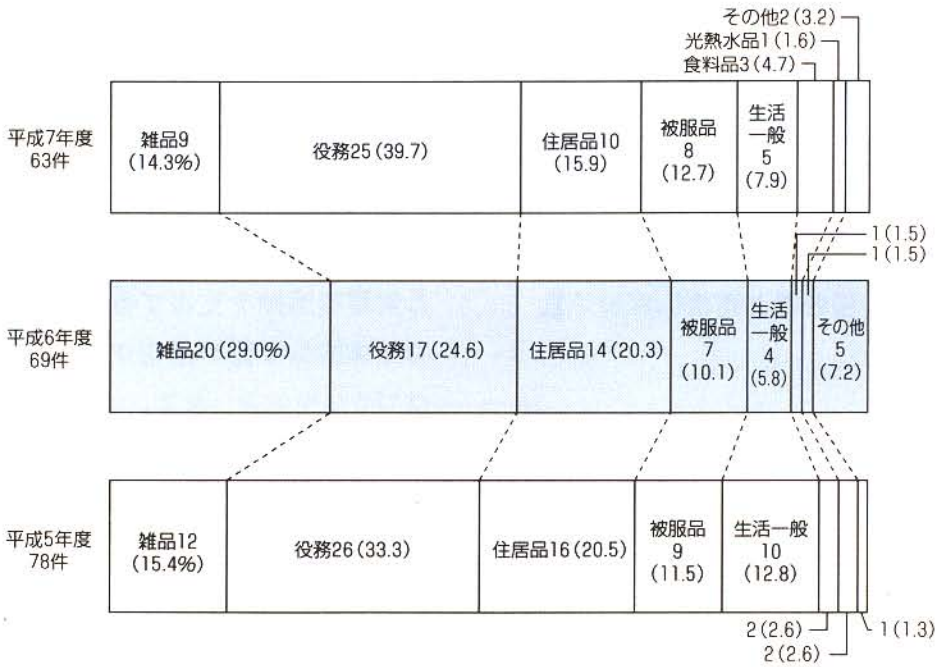 その他2(3.2)
光熱水品1(1.6)
食料品3(4.7)
平成7年度
63件
雑品9
(14.3%)
役務25(39.7)
住居品10
(15.9)
被服品
8
(12.7)
生活
一般
5
(7.9)
1(1.5)
1(1.5)
平成6年度
69件
雑品20(29.0%)
役務17(24.6)
住居品14(20.3)
被服品
7
(10.1)
生活
一般
4
(5.8)
その他
5
(7.2)
平成5年度
78件
雑品12
(15.4%)
役務26(33.3)
住居品16(20.5)
被服品
9
(11.5)
生活一般
10
(12.8)
2(2.6)
2(2.6)
1(1.3)